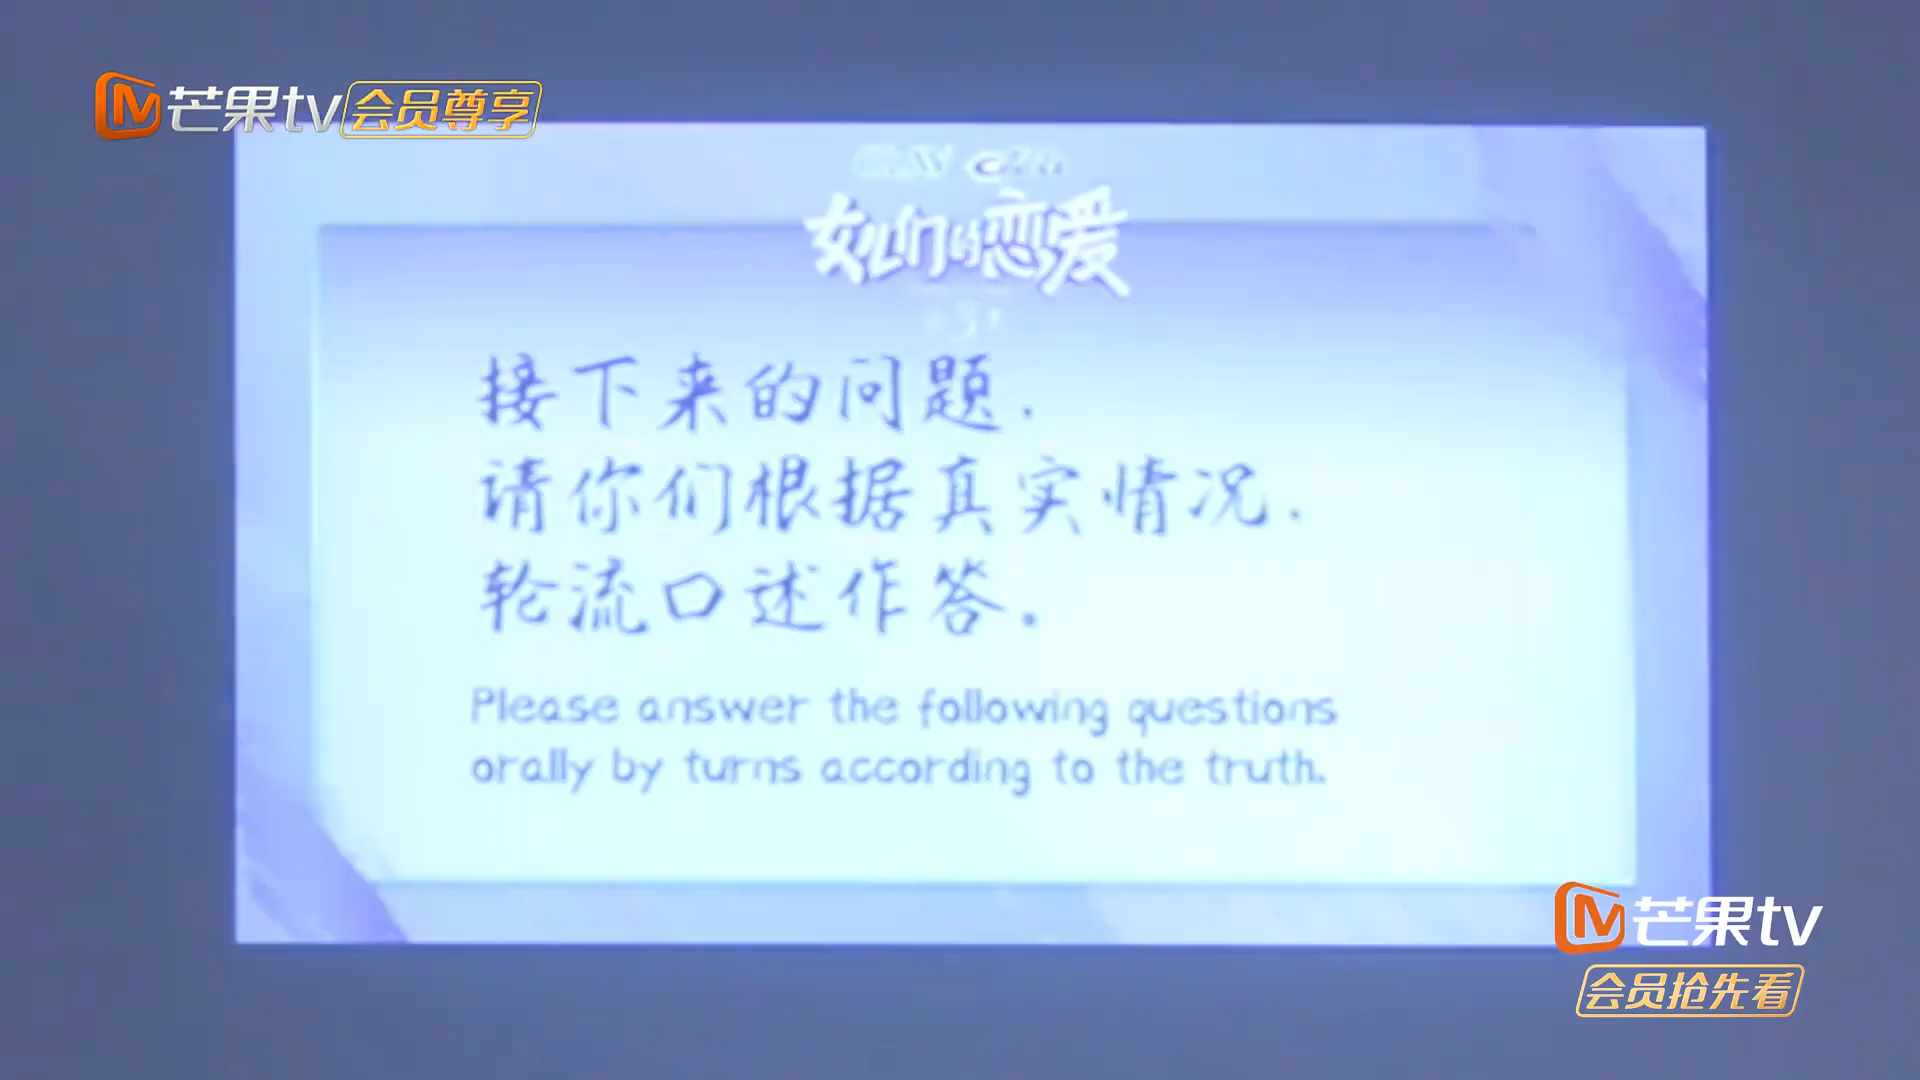 芒果tv会员尊享
女儿们的恋爱
接下来的问题.
请你们根据真实情况.
轮流口述作答.
Please answer the following questions
orally by turns according to the truth.
芒果tv
会员抢先看